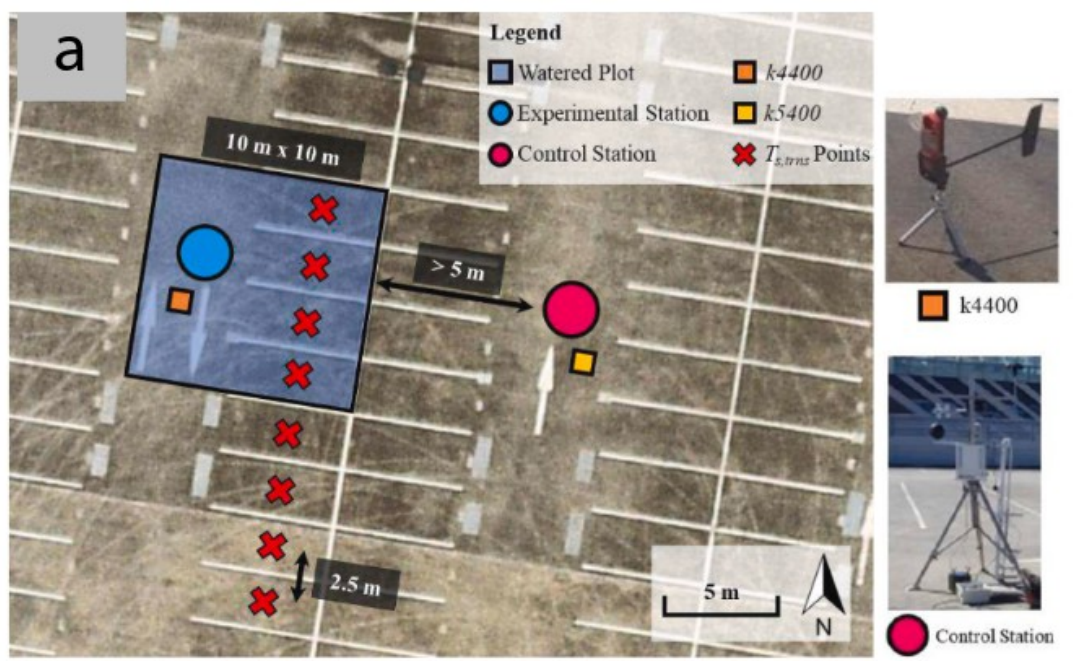 a
Legend
Watered Plot
k4400
Experimental Station
k5400
Control Station
T_{s,trns} Points
10 m x 10 m
> 5 m
2.5 m
5 m
N
k4400
Control Station